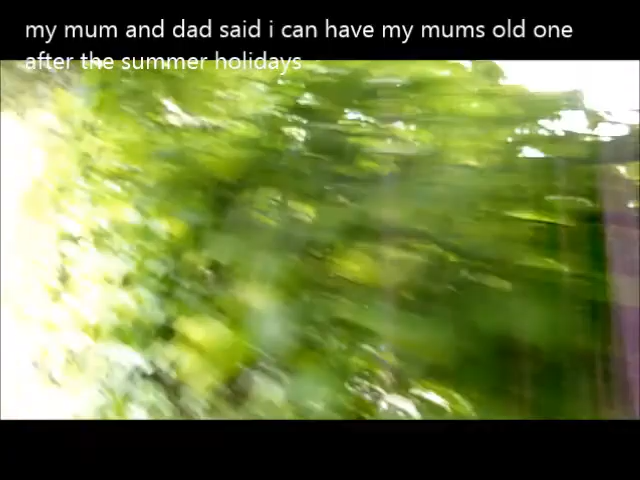 my mum and dad said i can have my mums old one
after the summer holidays